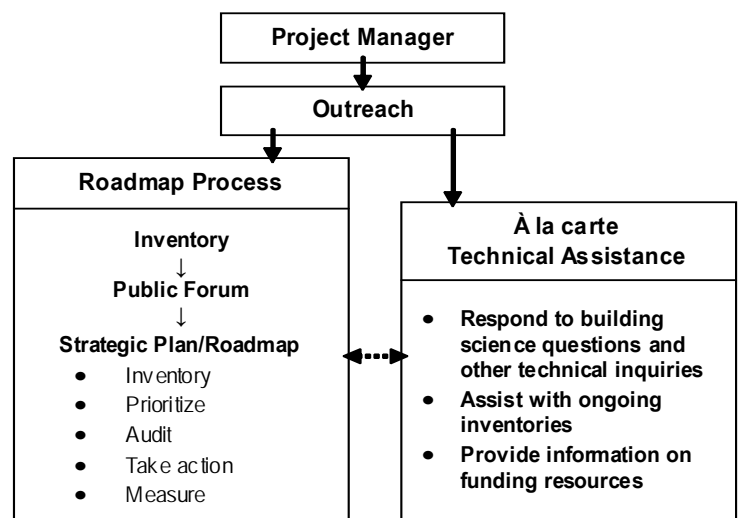 Project Manager
Outreach
Roadmap Process
Inventory
↓
Public Forum
↓
Strategic Plan/Roadmap
● Inventory
● Prioritize
● Audit
● Take action
● Measure
À la carte
Technical Assistance
● Respond to building
science questions and
other technical inquiries
● Assist with ongoing
inventories
● Provide information on
funding resources